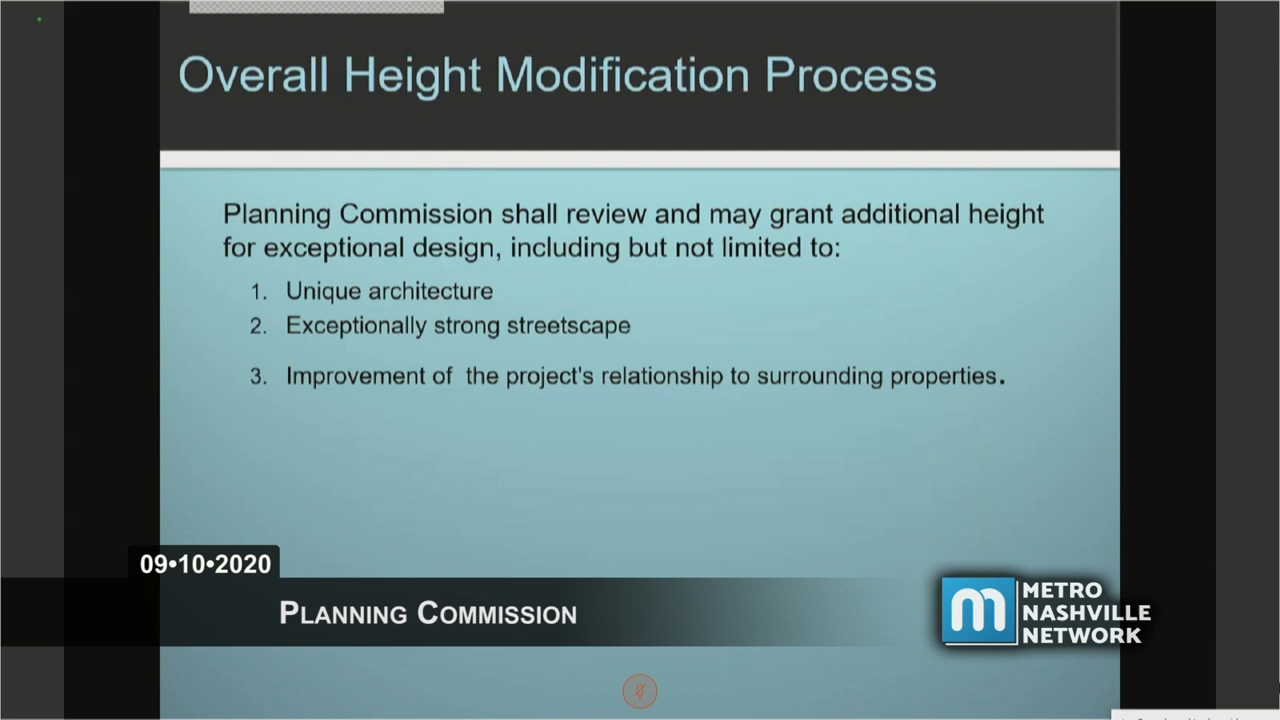 Overall Height Modification Process
Planning Commission shall review and may grant additional height
for exceptional design, including but not limited to:
1. Unique architecture
2. Exceptionally strong streetscape
3. Improvement of the project's relationship to surrounding properties.
09•10•2020
PLANNING COMMISSION
METRO
NASHVILLE
NETWORK